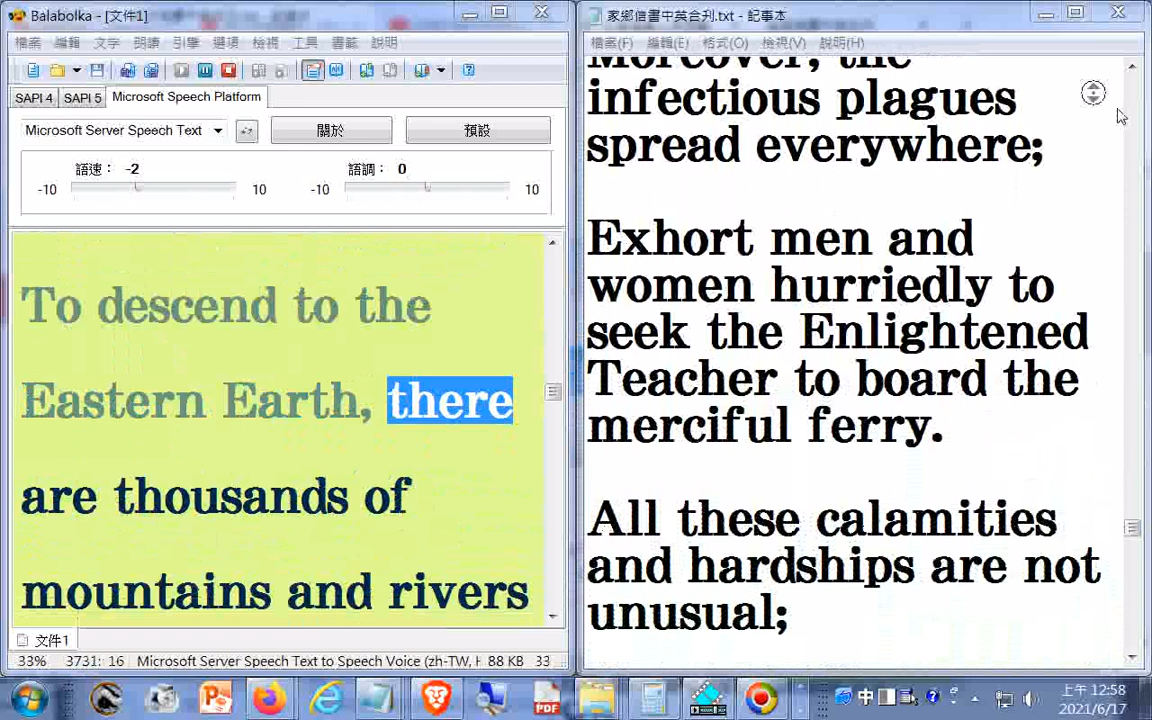 Balabolka - [文件1]
檔案 編輯 文字 朗讀 引擎 選項 檢視 工具 書籤 說明
SAPI 4 SAPI 5 Microsoft Speech Platform
Microsoft Server Speech Text 關於 預設
語速： -2 語調： 0
-10 10 -10 10
To descend to the
Eastern Earth, there
are thousands of
mountains and rivers
文件1
33% 3731: 16 Microsoft Server Speech Text to Speech Voice (zh-TW, H 88 KB 33
家鄉信書中英合刋.txt - 記事本
檔案(F) 編輯(E) 格式(O) 檢視(V) 說明(H)
Moreover, the
infectious plagues
spread everywhere;
Exhort men and
women hurriedly to
seek the Enlightened
Teacher to board the
merciful ferry.
All these calamities
and hardships are not
unusual;
中
上午 12:58
2021/6/17